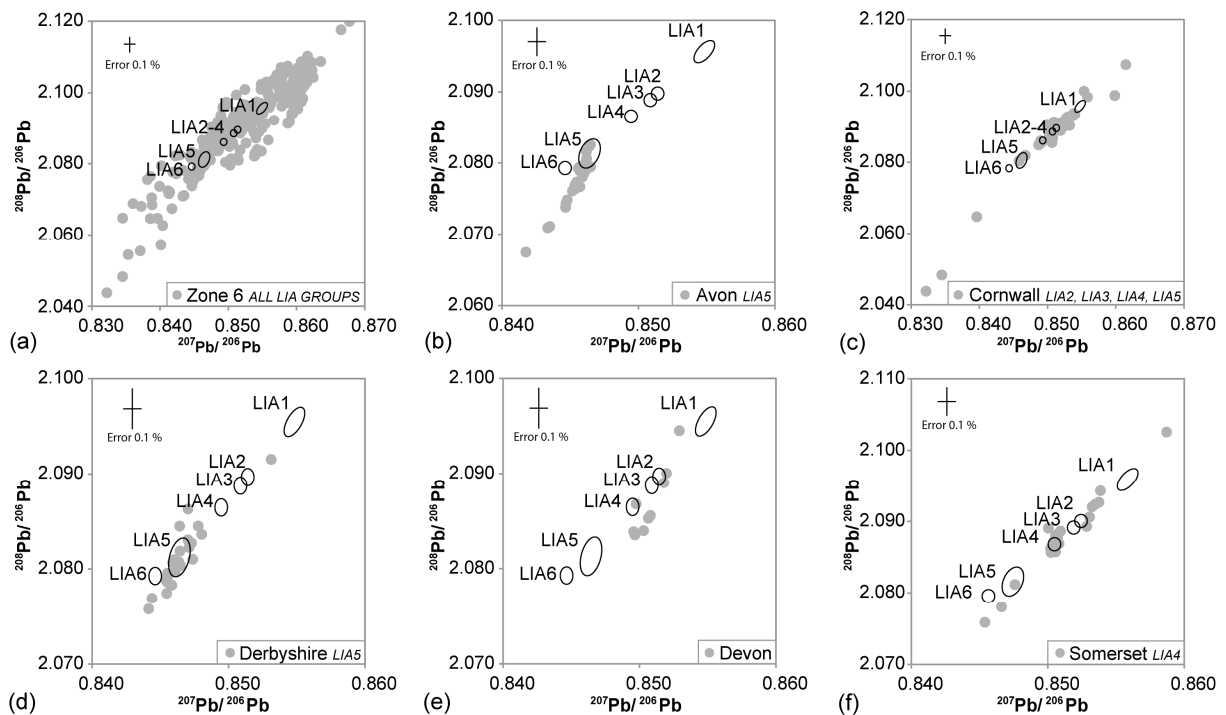 2.120
2.100
2.080
2.060
2.040
0.830 0.840 0.850 0.860 0.870
²⁰⁸Pb/²⁰⁶Pb
²⁰⁷Pb/²⁰⁶Pb
Error 0.1 %
LIA1
LIA2-4
LIA5
LIA6
Zone 6 ALL LIA GROUPS
(a)
2.100
2.090
2.080
2.070
2.060
0.840 0.850 0.860
²⁰⁸Pb/²⁰⁶Pb
²⁰⁷Pb/²⁰⁶Pb
Error 0.1 %
LIA1
LIA2
LIA3
LIA4
LIA5
LIA6
Avon LIA5
(b)
2.120
2.100
2.080
2.060
2.040
0.830 0.840 0.850 0.860 0.870
²⁰⁸Pb/²⁰⁶Pb
²⁰⁷Pb/²⁰⁶Pb
Error 0.1 %
LIA1
LIA2-4
LIA5
LIA6
Cornwall LIA2, LIA3, LIA4, LIA5
(c)
2.100
2.090
2.080
2.070
0.840 0.850 0.860
²⁰⁸Pb/²⁰⁶Pb
²⁰⁷Pb/²⁰⁶Pb
Error 0.1 %
LIA1
LIA2
LIA3
LIA4
LIA5
LIA6
Derbyshire LIA5
(d)
2.100
2.090
2.080
2.070
0.840 0.850 0.860
²⁰⁸Pb/²⁰⁶Pb
²⁰⁷Pb/²⁰⁶Pb
Error 0.1 %
LIA1
LIA2
LIA3
LIA4
LIA5
LIA6
Devon
(e)
2.110
2.100
2.090
2.080
2.070
0.840 0.850 0.860
²⁰⁸Pb/²⁰⁶Pb
²⁰⁷Pb/²⁰⁶Pb
Error 0.1 %
LIA1
LIA2
LIA3
LIA4
LIA5
LIA6
Somerset LIA4
(f)